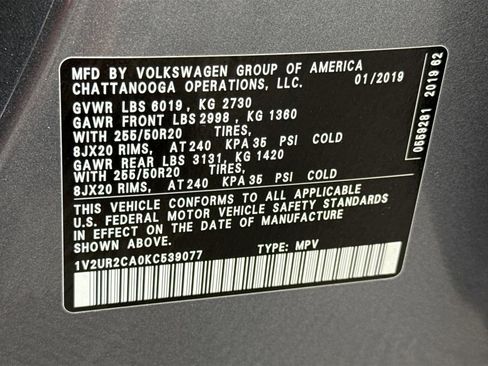 MFD BY VOLKSWAGEN GROUP OF AMERICA
CHATTANOOGA OPERATIONS, LLC. 01/2019
GVWR LBS 6019 , KG 2730
GAWR FRONT LBS 2998 , KG 1360
WITH 255/50R20 TIRES,
8JX20 RIMS, AT 240 KPA 35 PSI COLD
GAWR REAR LBS 3131, KG 1420
WITH 255/50R20 TIRES,
8JX20 RIMS, AT 240 KPA 35 PSI COLD
THIS VEHICLE CONFORMS TO ALL APPLICABLE
U.S. FEDERAL MOTOR VEHICLE SAFETY STANDARDS
IN EFFECT ON THE DATE OF MANUFACTURE
SHOWN ABOVE.
1V2UR2CA0KC539077 TYPE: MPV
0559281 2019 62